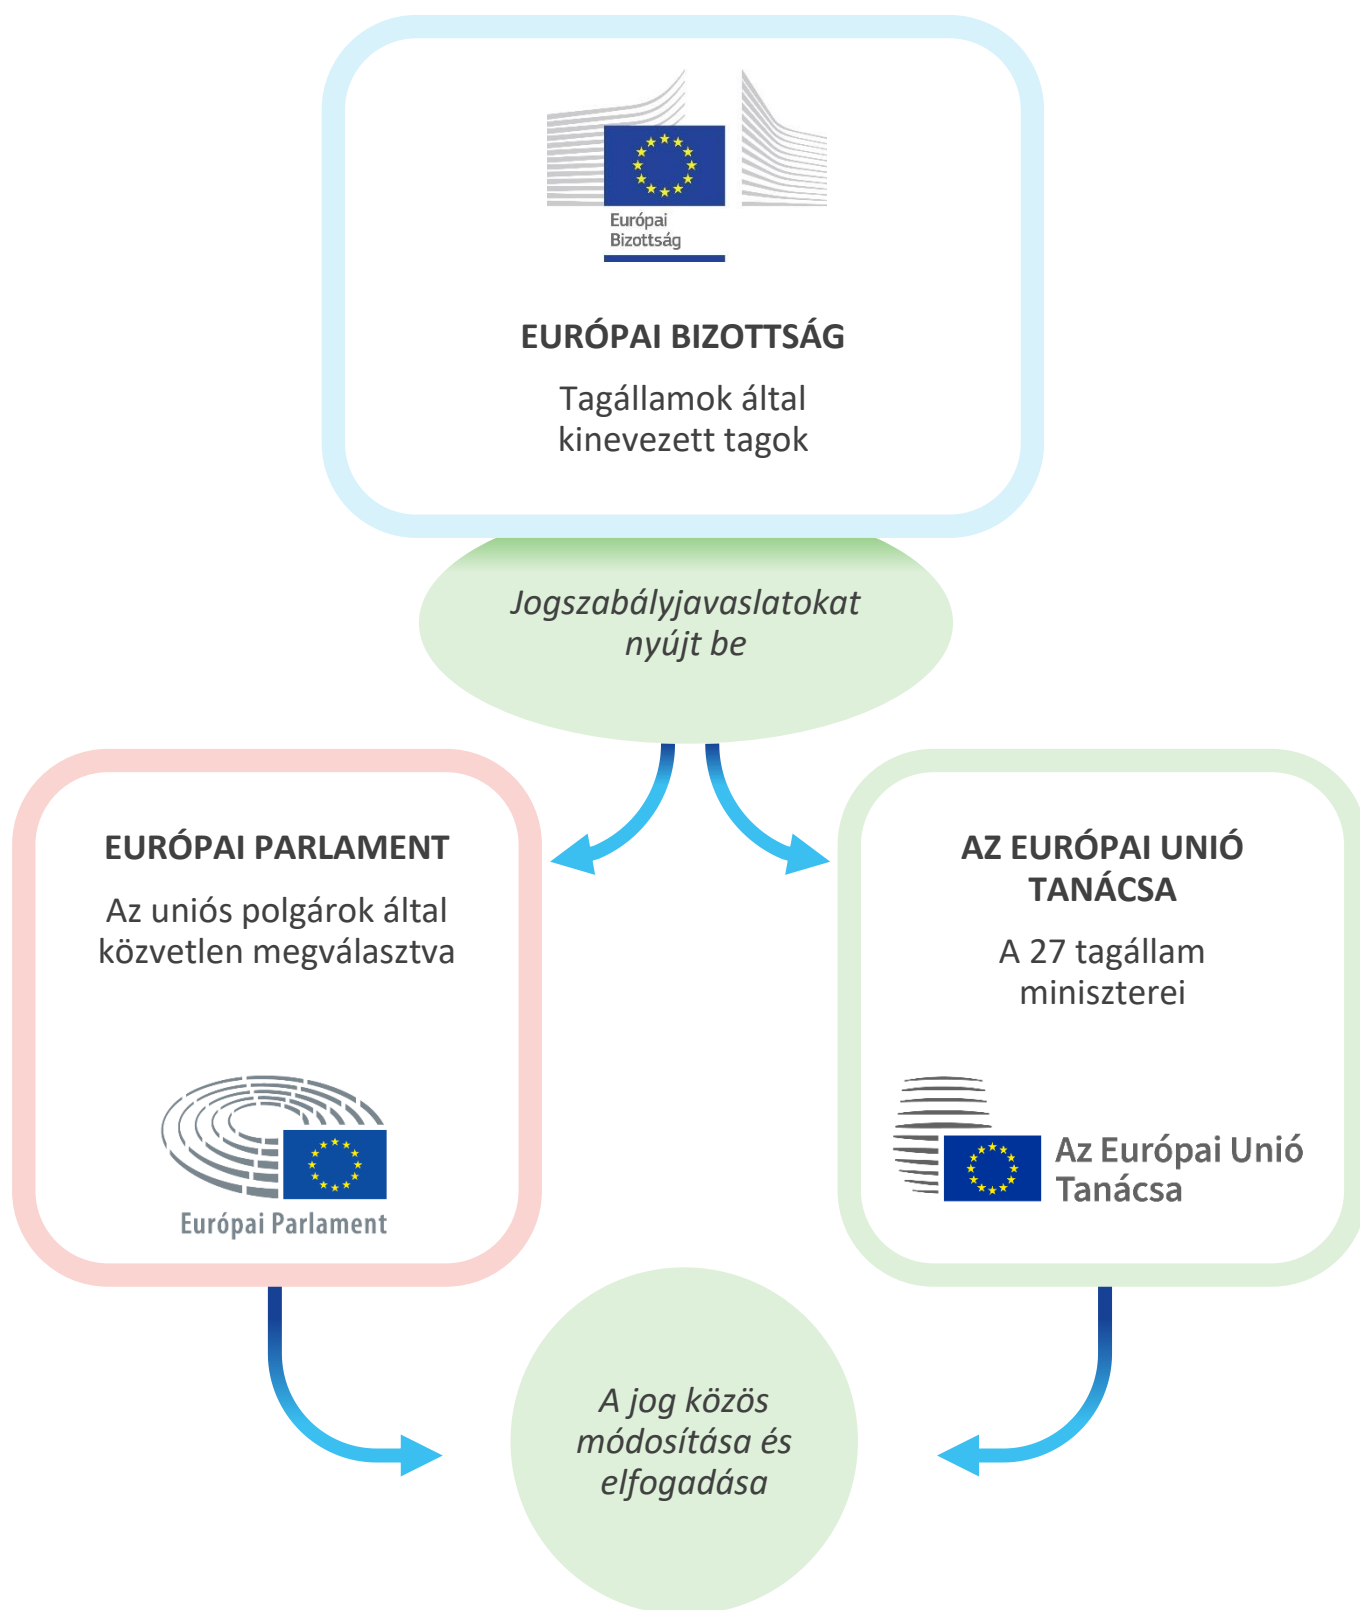 Európai
Bizottság
EURÓPAI BIZOTTSÁG
Tagállamok által
kinevezett tagok
Jogszabályjavaslatokat
nyújt be
EURÓPAI PARLAMENT
Az uniós polgárok által
közvetlen megválasztva
Európai Parlament
AZ EURÓPAI UNIÓ
TANÁCSA
A 27 tagállam
miniszterei
Az Európai Unió
Tanácsa
A jog közös
módosítása és
elfogadása